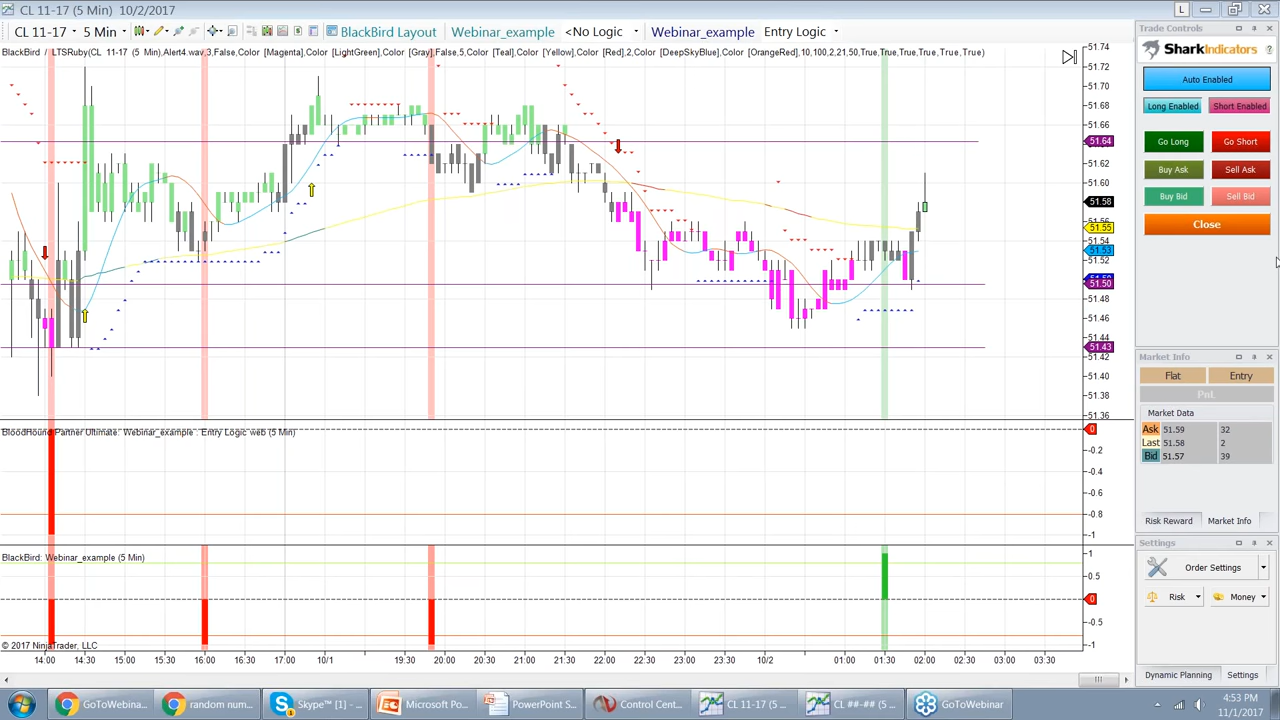 CL 11-17 (5 Min) 10/2/2017
L
CL 11-17 5 Min BlackBird Layout Webinar_example <No Logic> Webinar_example Entry Logic
BlackBird / LTSRuby(CL 11-17 (5 Min),Alert4.wav,3,False,Color [Magenta],Color [LightGreen],Color [Gray],False,5,Color [Teal],Color [Yellow],Color [Red],2,Color [DeepSkyBlue],Color [OrangeRed],10,100,2,21,50,True,True,True,True,True,True)
51.74
51.72
51.70
51.68
51.66
51.64
51.62
51.60
51.58
51.56
51.55
51.54
51.53
51.52
51.50
51.48
51.46
51.44
51.43
51.42
51.40
51.38
51.36
BloodHound Partner Ultimate: Webinar_example : Entry Logic web (5 Min)
0
-0.2
-0.4
-0.6
-0.8
-1
BlackBird: Webinar_example (5 Min)
1
0.5
0
-0.5
-1
© 2017 NinjaTrader, LLC
14:00 14:30 15:00 16:00 16:30 17:00 10/1 19:30 20:00 20:30 21:00 21:30 22:00 22:30 23:00 23:30 10/2 01:00 01:30 02:00 02:30 03:00 03:30
Trade Controls
SharkIndicators
Auto Enabled
Long Enabled Short Enabled
Go Long Go Short
Buy Ask Sell Ask
Buy Bid Sell Bid
Close
Market Info
Flat Entry
PnL
Market Data
Ask 51.59 32
Last 51.58 2
Bid 51.57 39
Risk Reward Market Info
Settings
Order Settings
Risk Money
Dynamic Planning Settings
GoToWebina... random num... Skype™ [1] - ... Microsoft Po... PowerPoint S... Control Cent... CL 11-17 (5 ... CL ##-## (5 ... GoToWebinar
4:53 PM
11/1/2017